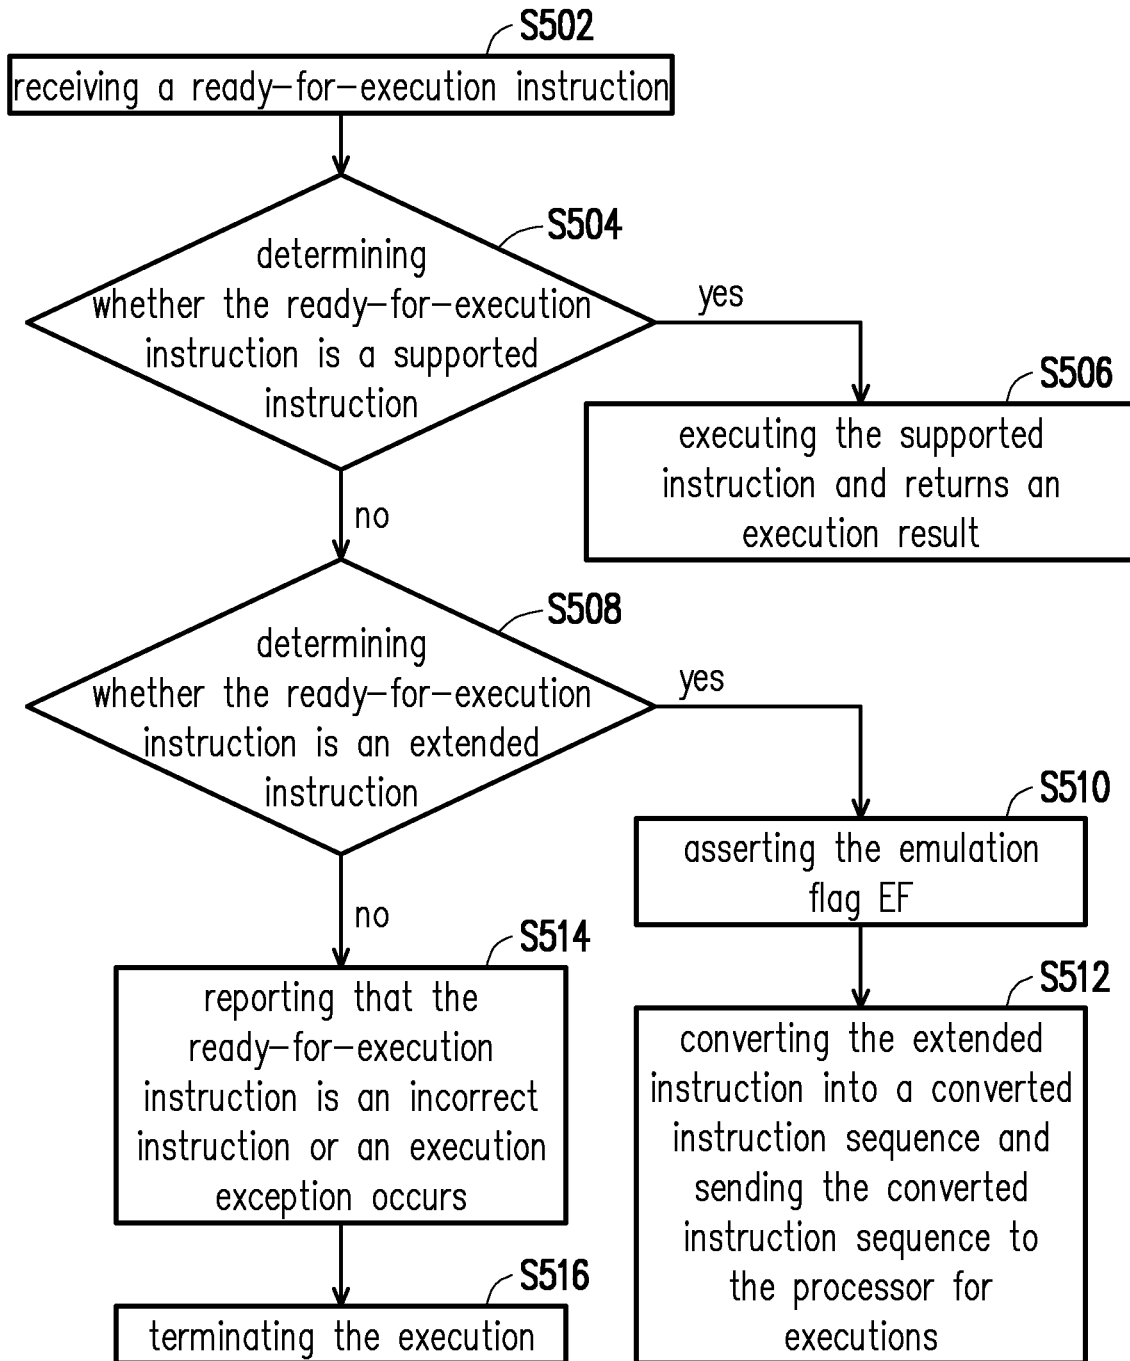 S502
receiving a ready-for-execution instruction
S504
determining
whether the ready-for-execution
instruction is a supported
instruction
yes
S506
executing the supported
instruction and returns an
execution result
no
S508
determining
whether the ready-for-execution
instruction is an extended
instruction
yes
S510
asserting the emulation
flag EF
no
S514
reporting that the
ready-for-execution
instruction is an incorrect
instruction or an execution
exception occurs
S512
converting the extended
instruction into a converted
instruction sequence and
sending the converted
instruction sequence to
the processor for
executions
S516
terminating the execution